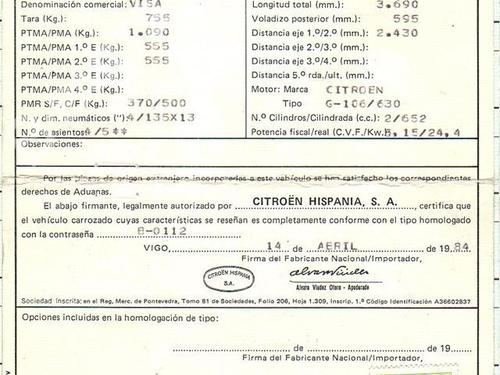 Denominación comercial: VISA
Tara (Kg.) 755
PTMA/PMA (Kg.): 1.090
PTMA/PMA 1.º E (Kg.): 555
PTMA/PMA 2.º E (Kg.): 555
PTMA/PMA 3.º E (Kg.):
PTMA/PMA 4.º E (Kg.):
PMR S/F, C/F (Kg.) 370/500
N. y dim. neumáticos ('') 4/135X13
N.º de asientos 4/5**
Longitud total (mm.): 3.690
Voladizo posterior (mm.): 595
Distancia eje 1.º/2.º (mm.): 2.430
Distancia eje 2.º/3.º (mm.):
Distancia eje 3.º/4.º (mm.):
Distancia 5.º rda./ult. (mm.):
Motor: Marca CITROEN
Tipo G-106/630
N.º Cilindros/Cilindrada (c.c.): 2/652
Potencia fiscal/real (C.V.F./Kw. 15/24,4
Observaciones:
Por las piezas de origen extranjero incorporadas a este vehículo se han satisfecho los correspondientes
derechos de Aduanas.
El abajo firmante, legalmente autorizado por CITROËN HISPANIA, S. A., certifica que
el vehículo carrozado cuyas características se reseñan es completamente conforme con el tipo homologado
con la contraseña B-0112
VIGO, 14 de ABRIL de 1984
Firma del Fabricante Nacional/Importador,
CITROËN HISPANIA
S.A.
Alvaro Viudez Otero - Apoderado
Sociedad Inscrita: en el Reg, Merc. de Pontevedra, Tomo 81 de Sociedades, Folio 206, Hoja 1.309, Inscrip. 1.ª Código Identificación A36602837
Opciones incluidas en la homologación de tipo:
de de 19
Firma del Fabricante Nacional/Importador,